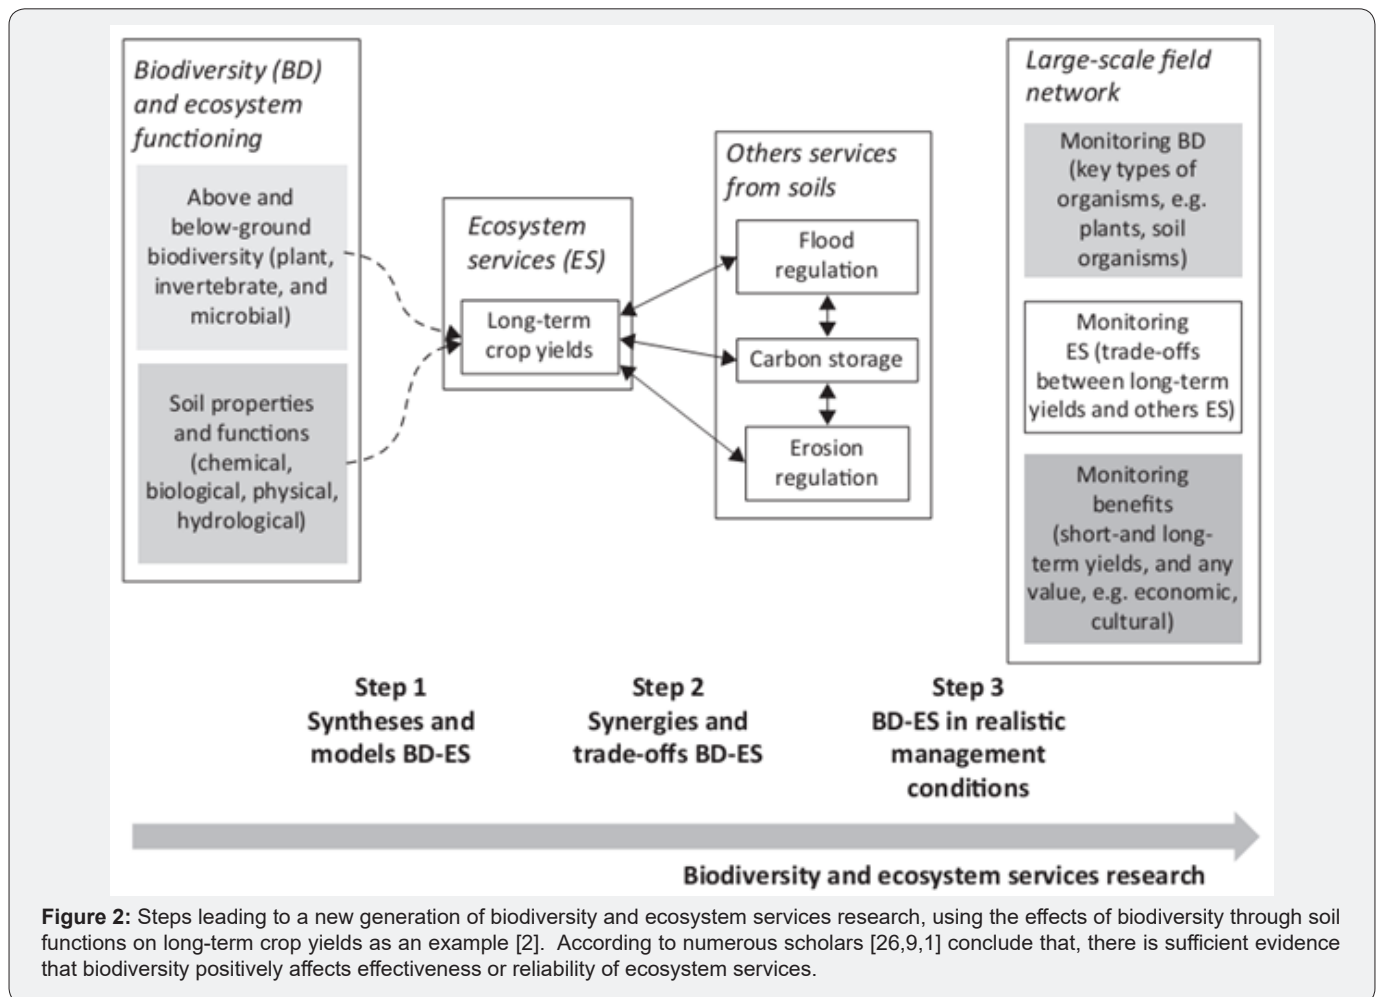 Biodiversity (BD)
and ecosystem
functioning
Above and
below-ground
biodiversity (plant,
invertebrate, and
microbial)
Soil properties
and functions
(chemical,
biological, physical,
hydrological)
Ecosystem
services (ES)
Long-term
crop yields
Others services
from soils
Flood
regulation
Carbon storage
Erosion
regulation
Large-scale field
network
Monitoring BD
(key types of
organisms, e.g.
plants, soil
organisms)
Monitoring
ES (trade-offs
between long-term
yields and others ES)
Monitoring
benefits
(short-and long-
term yields, and any
value, e.g. economic,
cultural)
Step 1
Syntheses and
models BD-ES
Step 2
Synergies and
trade-offs BD-ES
Step 3
BD-ES in realistic
management
conditions
Biodiversity and ecosystem services research
Figure 2: Steps leading to a new generation of biodiversity and ecosystem services research, using the effects of biodiversity through soil
functions on long-term crop yields as an example [2]. According to numerous scholars [26,9,1] conclude that, there is sufficient evidence
that biodiversity positively affects effectiveness or reliability of ecosystem services.